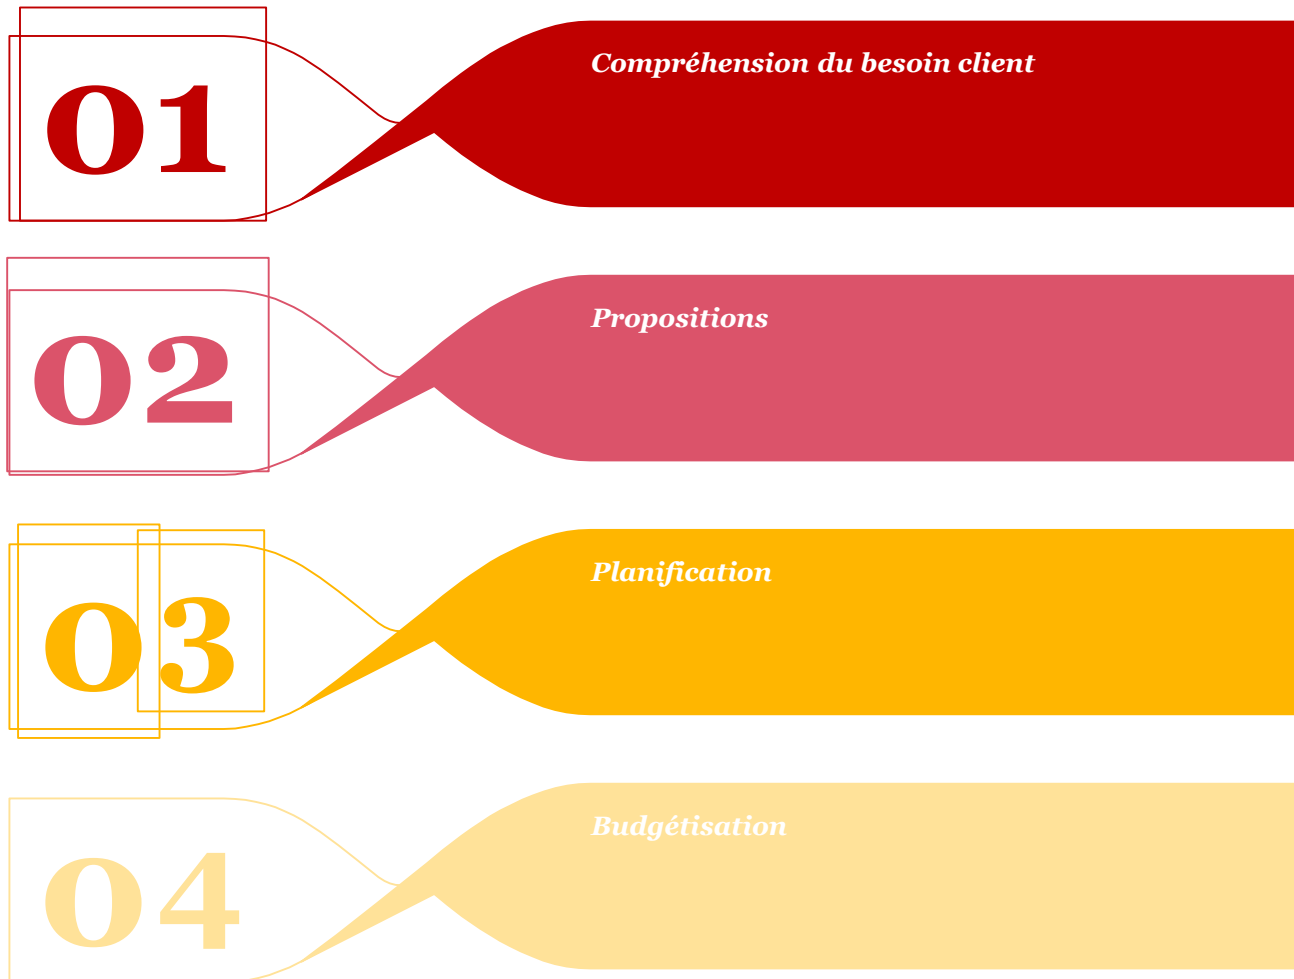 01
Compréhension du besoin client
02
Propositions
03
Planification
04
Budgétisation